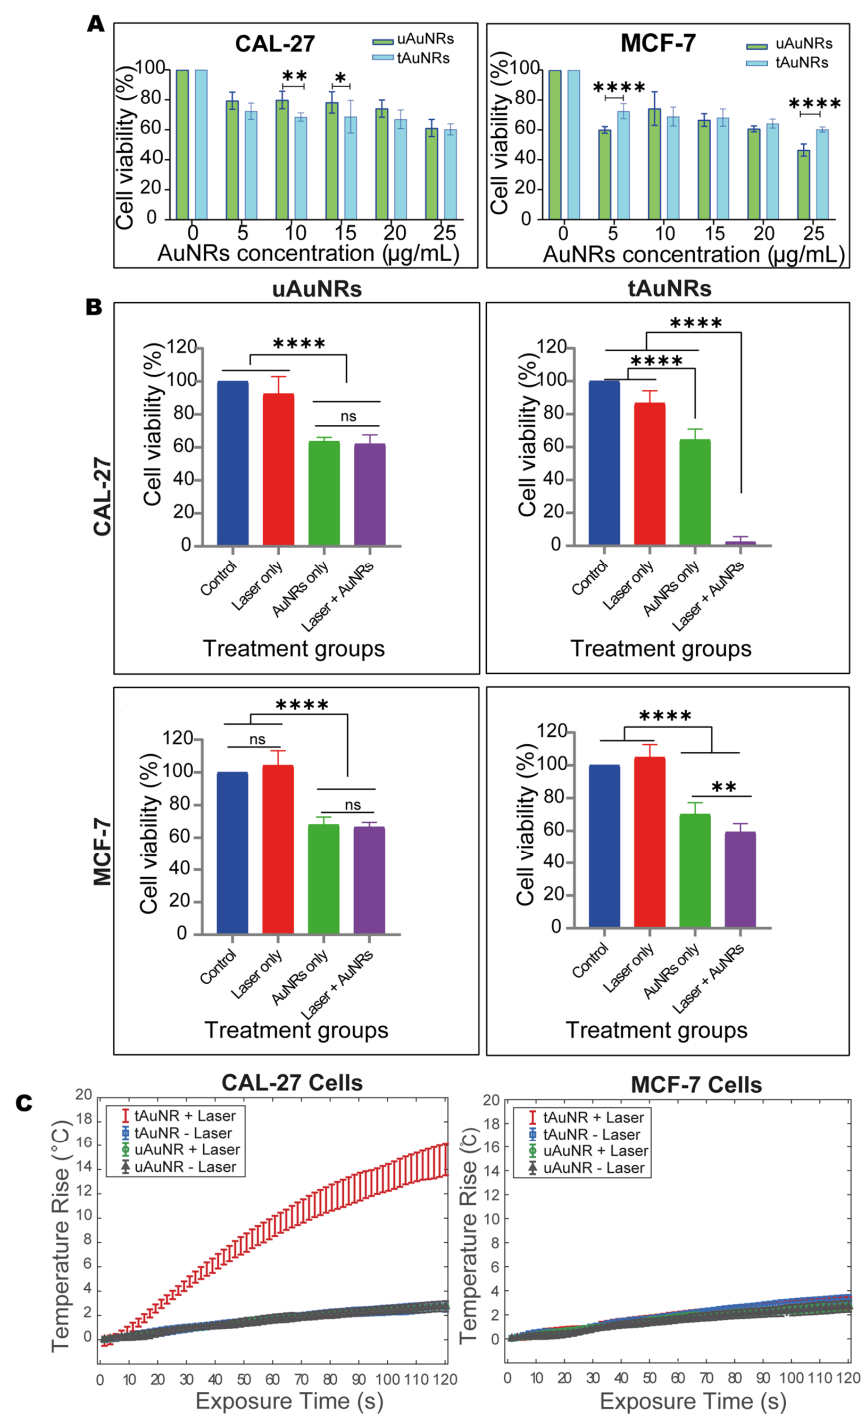 A
CAL-27
uAuNRs
tAuNRs
Cell viability (%)
100
80
60
40
20
0
**
*
0 5 10 15 20 25
AuNRs concentration (µg/mL)
MCF-7
uAuNRs
tAuNRs
Cell viability (%)
100
80
60
40
20
0
****
****
0 5 10 15 20 25
AuNRs concentration (µg/mL)
B
uAuNRs
tAuNRs
CAL-27
Cell viability (%)
120
100
80
60
40
20
0
****
ns
Control
Laser only
AuNRs only
Laser + AuNRs
Treatment groups
Cell viability (%)
120
100
80
60
40
20
0
****
****
Control
Laser only
AuNRs only
Laser + AuNRs
Treatment groups
MCF-7
Cell viability (%)
120
100
80
60
40
20
0
****
ns
ns
Control
Laser only
AuNRs only
Laser + AuNRs
Treatment groups
Cell viability (%)
120
100
80
60
40
20
0
****
**
Control
Laser only
AuNRs only
Laser + AuNRs
Treatment groups
C
CAL-27 Cells
Temperature Rise (°C)
20
18
16
14
12
10
8
6
4
2
0
tAuNR + Laser
tAuNR - Laser
uAuNR + Laser
uAuNR - Laser
0 10 20 30 40 50 60 70 80 90 100 110 120
Exposure Time (s)
MCF-7 Cells
Temperature Rise (°C)
20
18
16
14
12
10
8
6
4
2
0
tAuNR + Laser
tAuNR - Laser
uAuNR + Laser
uAuNR - Laser
0 10 20 30 40 50 60 70 80 90 100 110 120
Exposure Time (s)